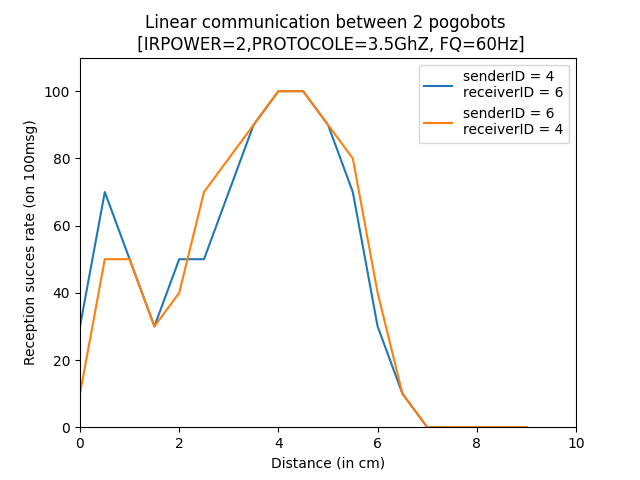 Linear communication between 2 pogobots
[IRPOWER=2,PROTOCOLE=3.5GhZ, FQ=60Hz]
senderID = 4
receiverID = 6
senderID = 6
receiverID = 4
Reception succes rate (on 100msg)
100
80
60
40
20
0
0 2 4 6 8 10
Distance (in cm)